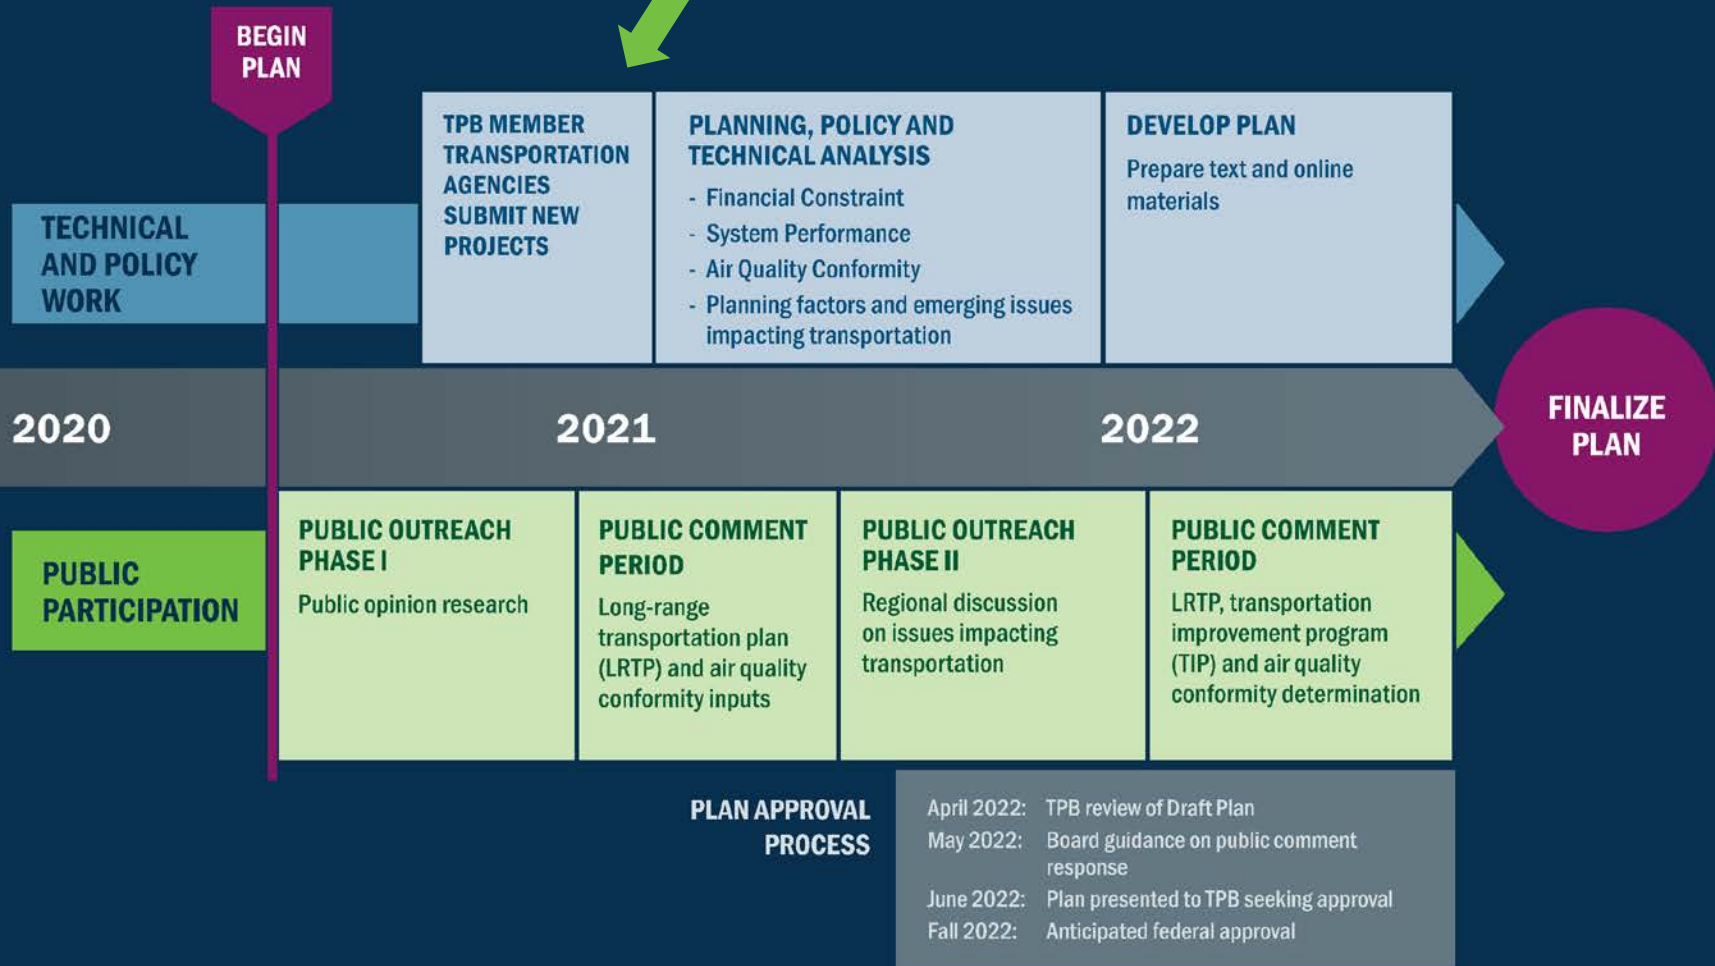 BEGIN
PLAN
TECHNICAL
AND POLICY
WORK
TPB MEMBER
TRANSPORTATION
AGENCIES
SUBMIT NEW
PROJECTS
PLANNING, POLICY AND
TECHNICAL ANALYSIS
- Financial Constraint
- System Performance
- Air Quality Conformity
- Planning factors and emerging issues
impacting transportation
DEVELOP PLAN
Prepare text and online
materials
2020
2021
2022
FINALIZE
PLAN
PUBLIC
PARTICIPATION
PUBLIC OUTREACH
PHASE I
Public opinion research
PUBLIC COMMENT
PERIOD
Long-range
transportation plan
(LRTP) and air quality
conformity inputs
PUBLIC OUTREACH
PHASE II
Regional discussion
on issues impacting
transportation
PUBLIC COMMENT
PERIOD
LRTP, transportation
improvement program
(TIP) and air quality
conformity determination
PLAN APPROVAL
PROCESS
April 2022: TPB review of Draft Plan
May 2022: Board guidance on public comment
response
June 2022: Plan presented to TPB seeking approval
Fall 2022: Anticipated federal approval